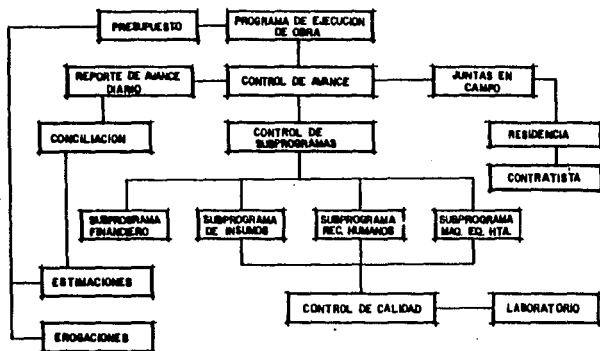 PRESUPUESTO
PROGRAMA DE EJECUCION
DE OBRA
REPORTE DE AVANCE
DIARIO
CONTROL DE AVANCE
JUNTAS EN
CAMPO
CONCILIACION
CONTROL DE
SUBPROGRAMAS
RESIDENCIA
CONTRATISTA
SUBPROGRAMA
FINANCIERO
SUBPROGRAMA
DE INSUMOS
SUBPROGRAMA
REC. HUMANOS
SUBPROGRAMA
MAQ. EQ. HTA.
ESTIMACIONES
CONTROL DE CALIDAD
LABORATORIO
EROGACIONES